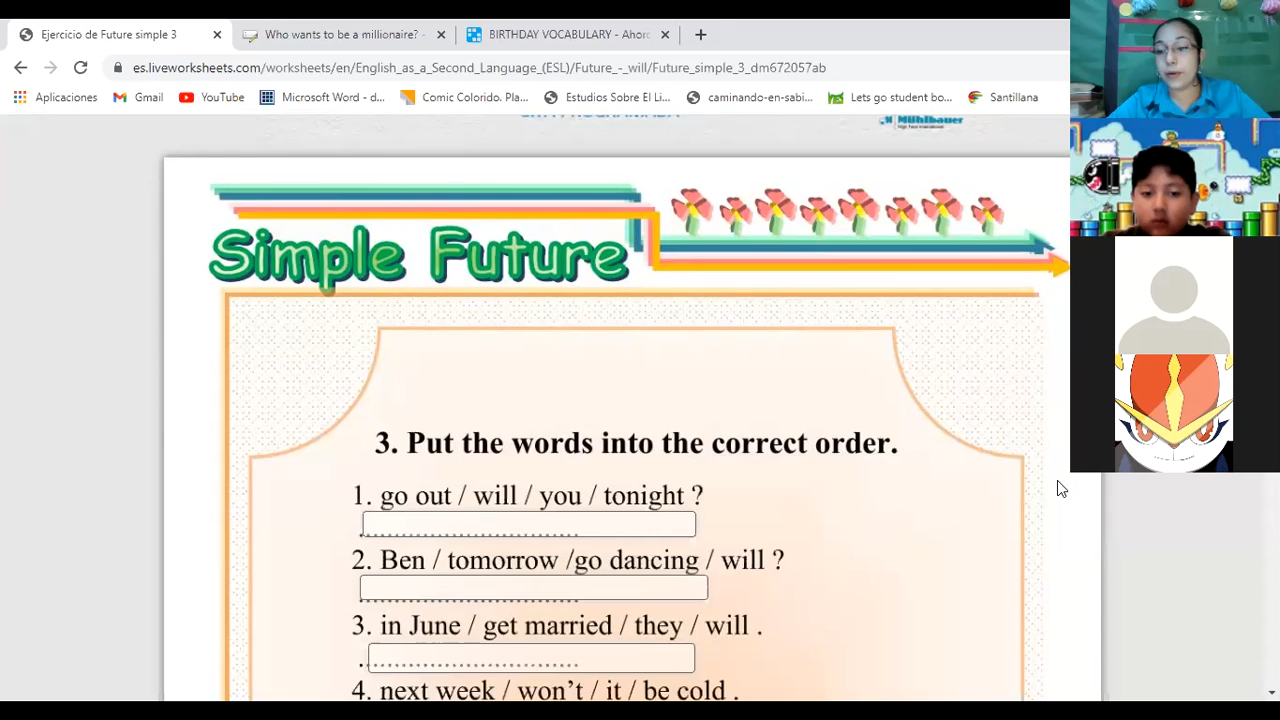 Ejercicio de Future simple 3
Who wants to be a millionaire? -
BIRTHDAY VOCABULARY - Ahorc
es.liveworksheets.com/worksheets/en/English_as_a_Second_Language_(ESL)/Future_-_will/Future_simple_3_dm672057ab
Aplicaciones Gmail YouTube Microsoft Word - d... Comic Colorido. Pla... Estudios Sobre El Li... caminando-en-sabi... Lets go student bo... Santillana
Mühlbauer
Simple Future
3. Put the words into the correct order.
1. go out / will / you / tonight ?
2. Ben / tomorrow /go dancing / will ?
3. in June / get married / they / will .
4. next week / won't / it / be cold .